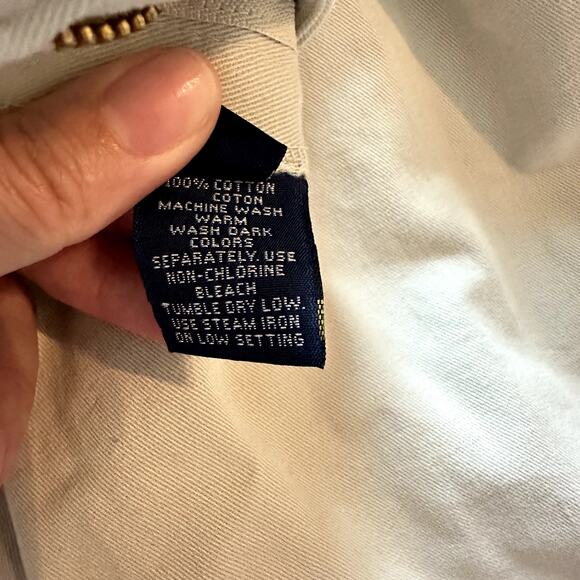 100% COTTON
COTON
MACHINE WASH
WARM
WASH DARK
COLORS
SEPARATELY. USE
NON-CHLORINE
BLEACH
TUMBLE DRY LOW.
USE STEAM IRON
ON LOW SETTING